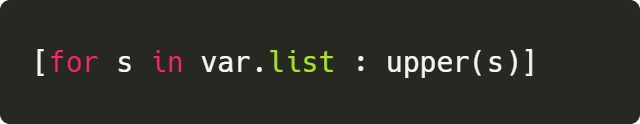 [for s in var.list : upper(s)]